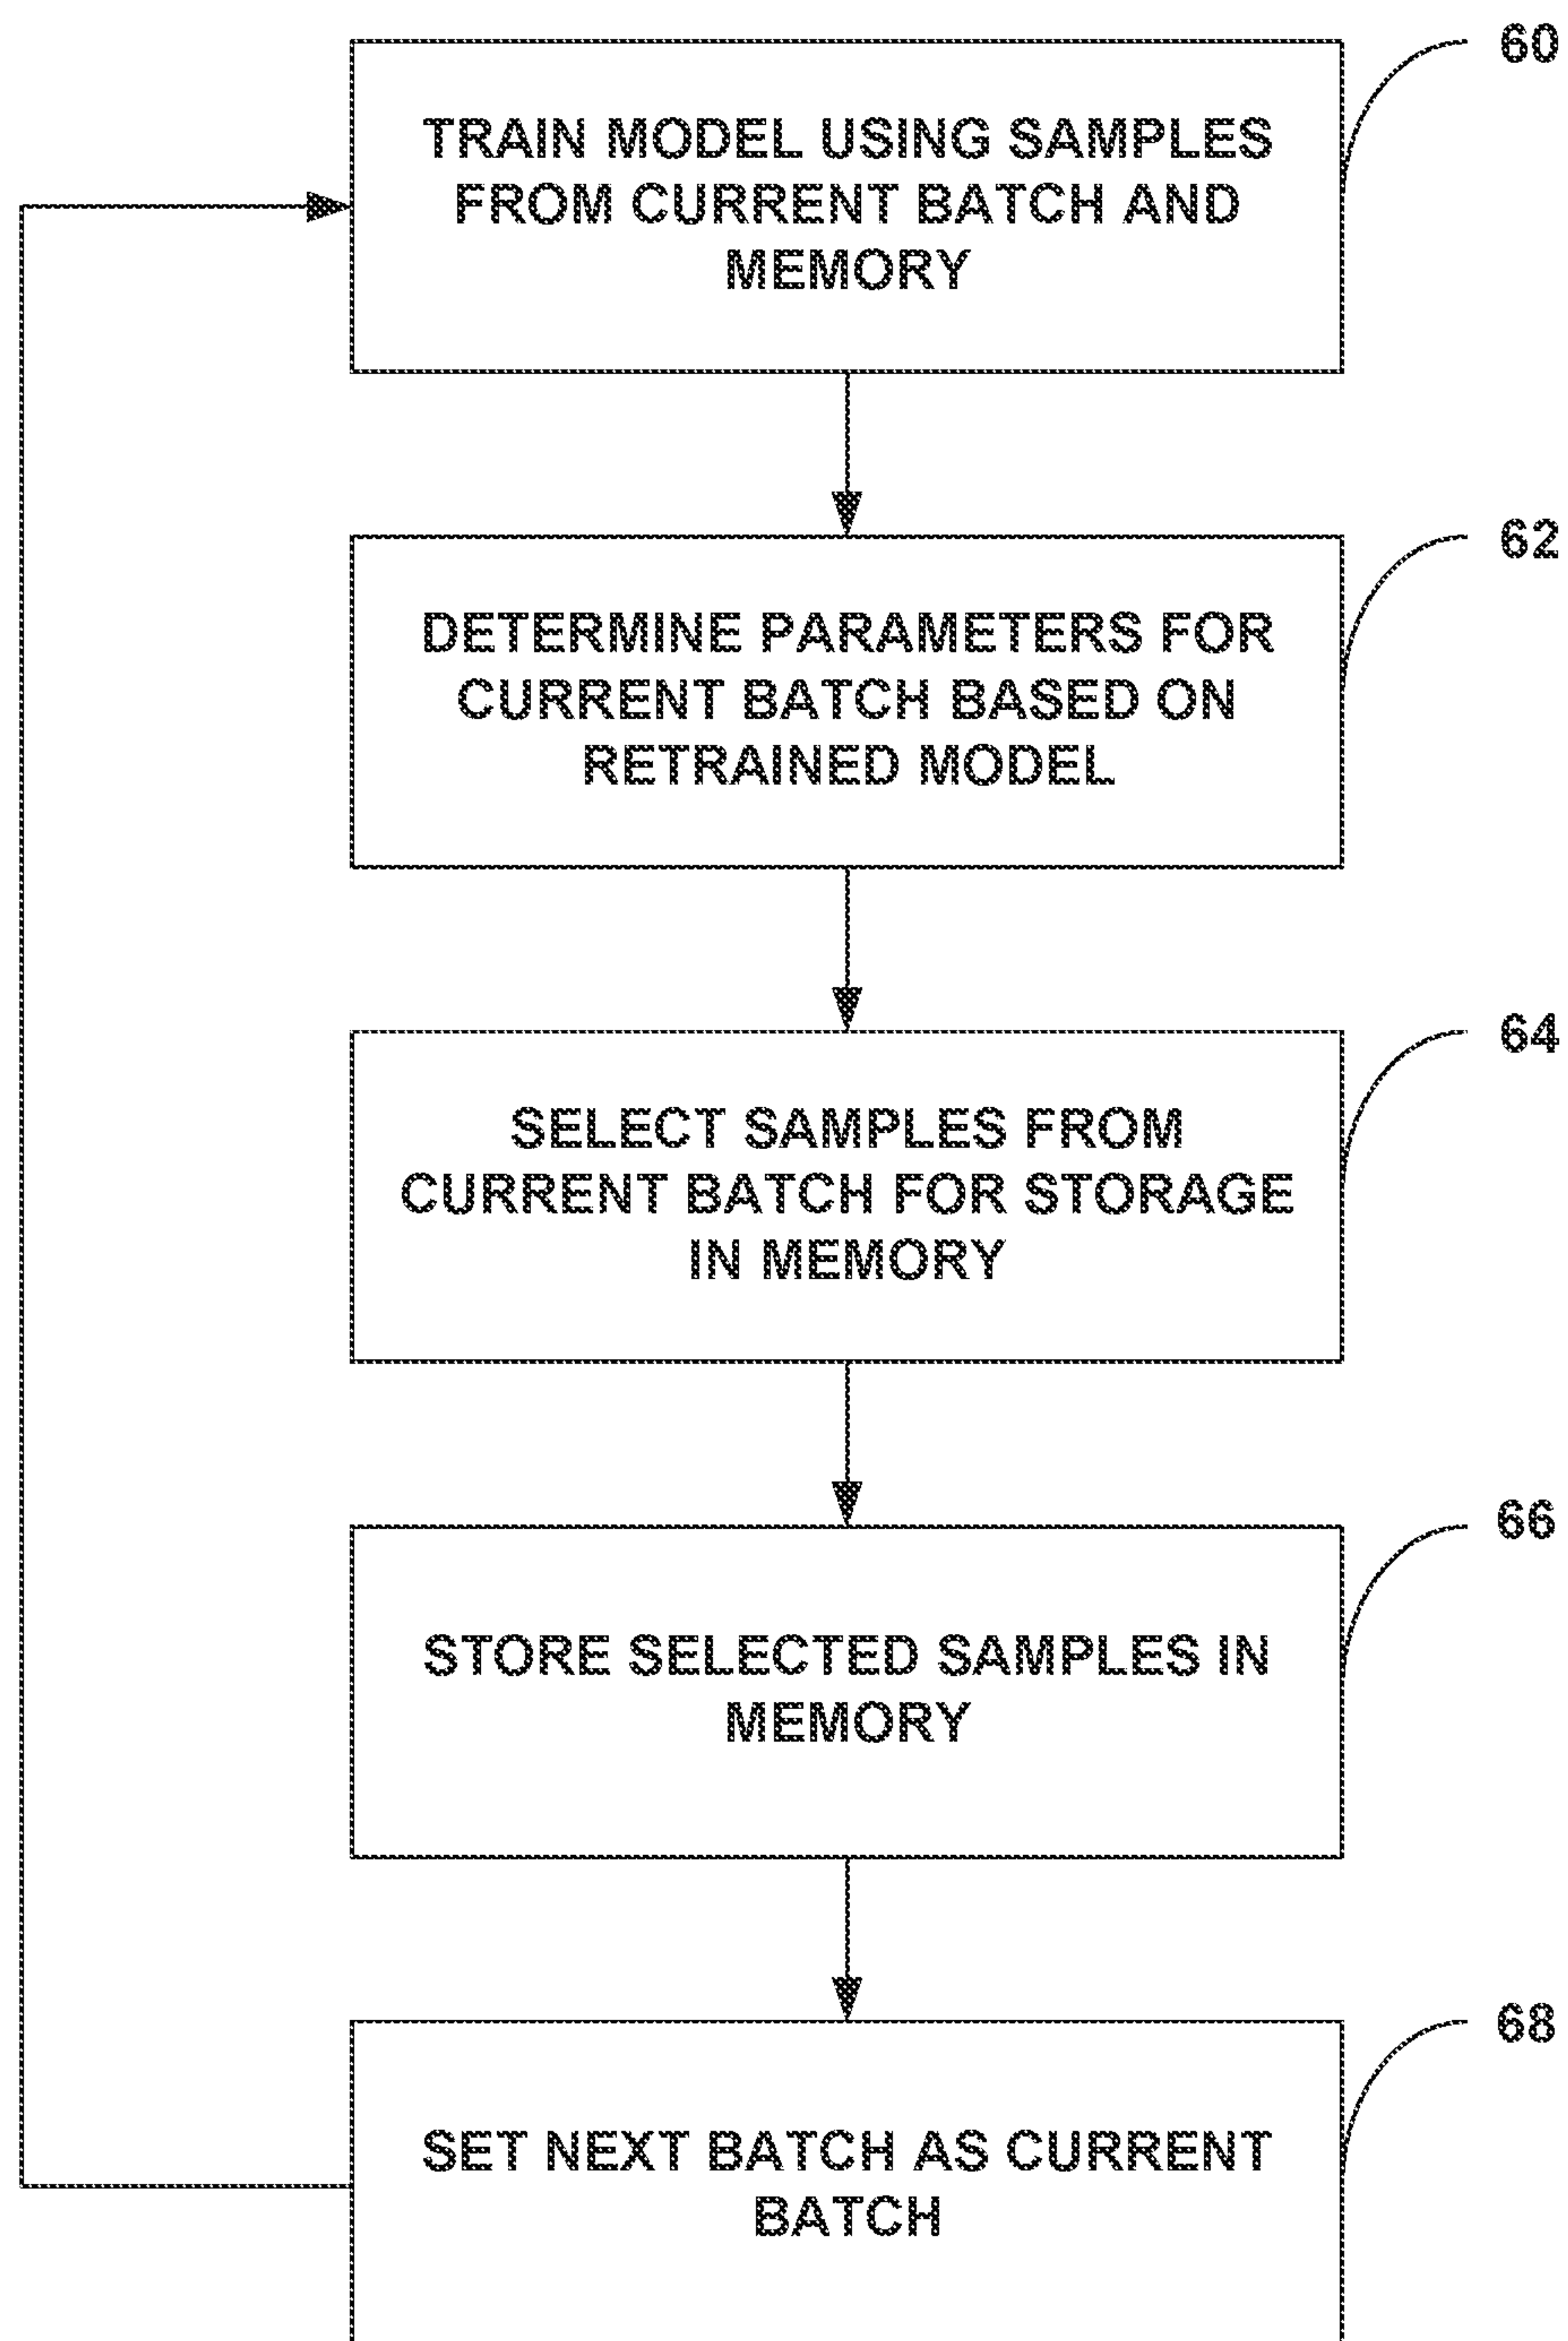 60
TRAIN MODEL USING SAMPLES
FROM CURRENT BATCH AND
MEMORY
62
DETERMINE PARAMETERS FOR
CURRENT BATCH BASED ON
RETRAINED MODEL
64
SELECT SAMPLES FROM
CURRENT BATCH FOR STORAGE
IN MEMORY
66
STORE SELECTED SAMPLES IN
MEMORY
68
SET NEXT BATCH AS CURRENT
BATCH